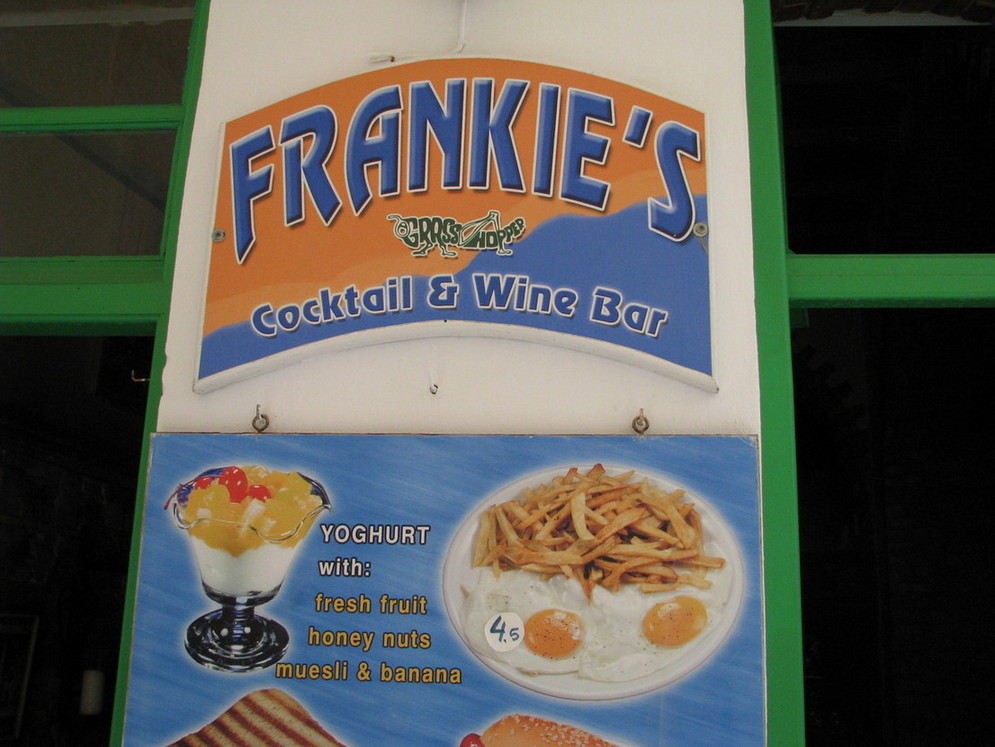 FRANKIE'S
GRASSHOPPER
Cocktail & Wine Bar
YOGHURT
with:
fresh fruit
honey nuts
muesli & banana
4,5